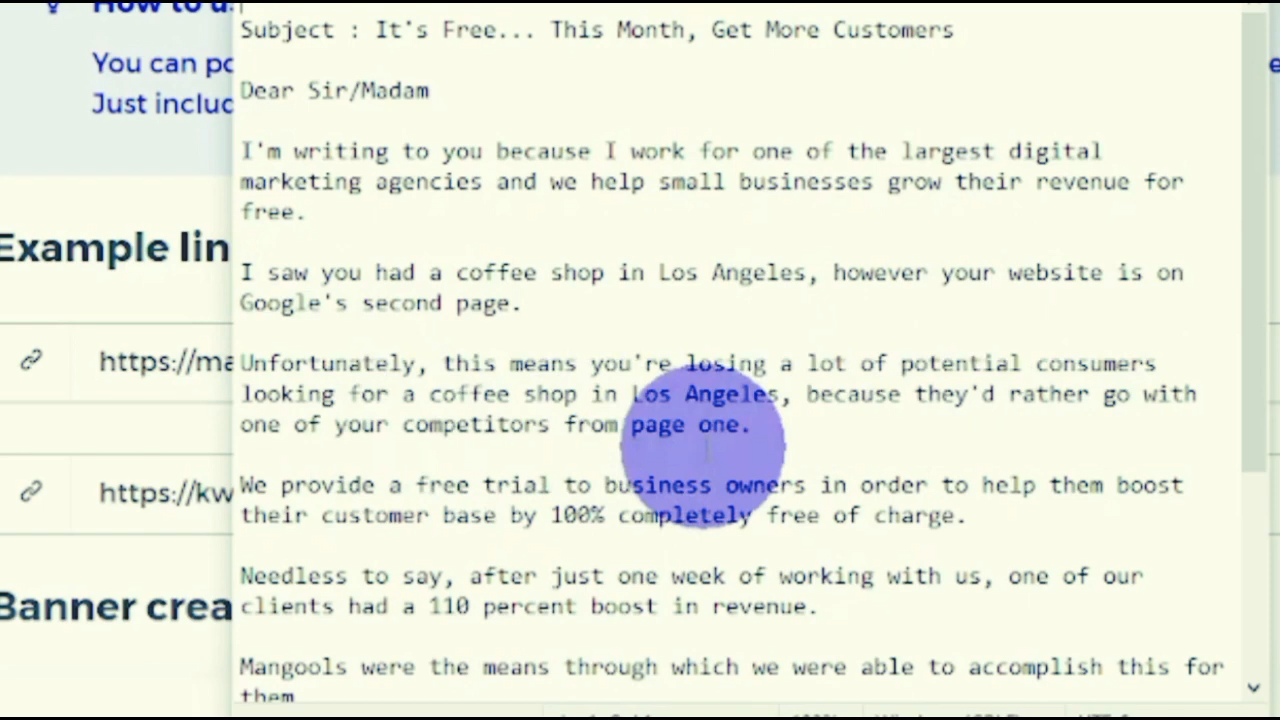 How to u
You can po
Just includ
Example lin
https://ma
https://kw
Banner crea
Subject : It's Free... This Month, Get More Customers
Dear Sir/Madam
I'm writing to you because I work for one of the largest digital
marketing agencies and we help small businesses grow their revenue for
free.
I saw you had a coffee shop in Los Angeles, however your website is on
Google's second page.
Unfortunately, this means you're losing a lot of potential consumers
looking for a coffee shop in Los Angeles, because they'd rather go with
one of your competitors from page one.
We provide a free trial to business owners in order to help them boost
their customer base by 100% completely free of charge.
Needless to say, after just one week of working with us, one of our
clients had a 110 percent boost in revenue.
Mangools were the means through which we were able to accomplish this for
them